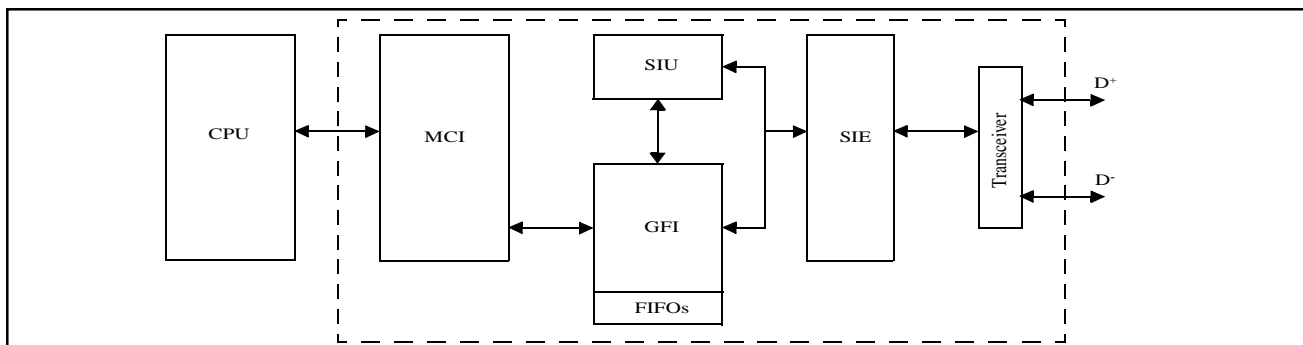 CPU
MCI
SIU
GFI
FIFOs
SIE
Transceiver
D+
D-